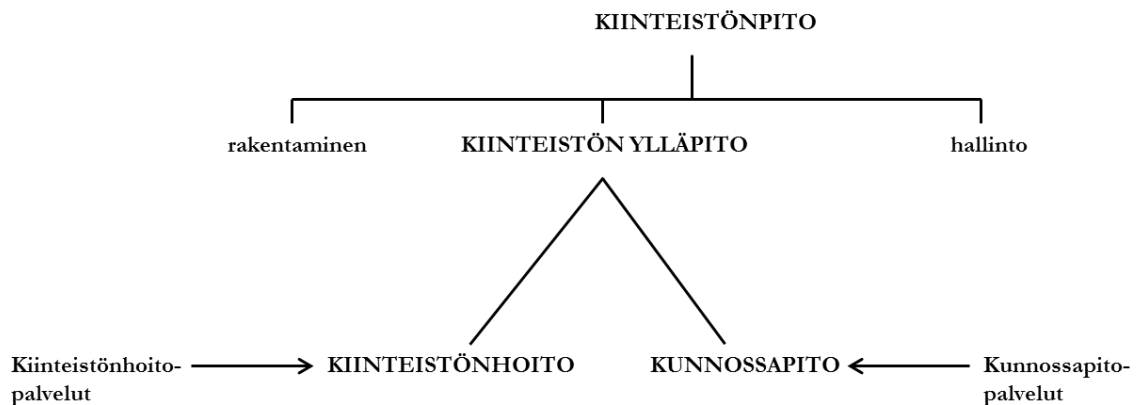 KIINTEISTÖNPITO
rakentaminen
KIINTEISTÖN YLLÄPITO
hallinto
Kiinteistönhoito-
palvelut
KIINTEISTÖNHOITO
KUNNOSSAPITO
Kunnossapito-
palvelut